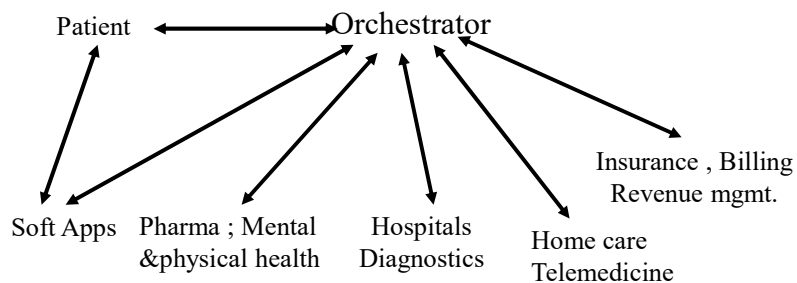 Patient
Orchestrator
Insurance , Billing
Revenue mgmt.
Soft Apps
Pharma ; Mental
&physical health
Hospitals
Diagnostics
Home care
Telemedicine